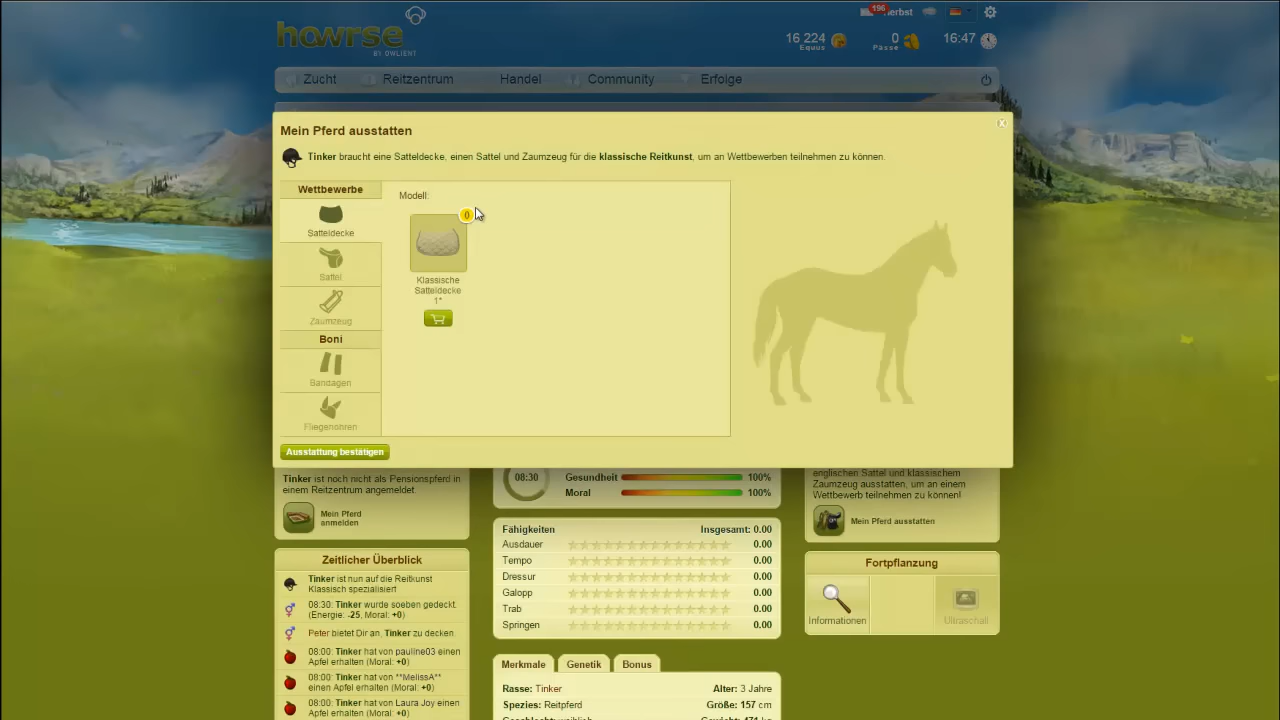 howrse
BY OWLIENT
196
Herbst
16 224
Equus
0
Pässe
16:47
Zucht
Reitzentrum
Handel
Community
Erfolge
Mein Pferd ausstatten
X
Tinker braucht eine Satteldecke, einen Sattel und Zaumzeug für die klassische Reitkunst, um an Wettbewerben teilnehmen zu können.
Wettbewerbe
Satteldecke
Sattel
Zaumzeug
Boni
Bandagen
Fliegenohren
Modell:
0
Klassische
Satteldecke
1*
Ausstattung bestätigen
Tinker ist noch nicht als Pensionspferd in
einem Reitzentrum angemeldet.
Mein Pferd
anmelden
Zeitlicher Überblick
Tinker ist nun auf die Reitkunst
Klassisch spezialisiert
08:30: Tinker wurde soeben gedeckt.
(Energie: -25, Moral: +0)
Peter bietet Dir an, Tinker zu decken.
08:00: Tinker hat von pauline03 einen
Apfel erhalten (Moral: +0)
08:00: Tinker hat von **MelissA**
einen Apfel erhalten (Moral: +0)
08:00: Tinker hat von Laura Joy einen
Apfel erhalten (Moral: +0)
08:30
Gesundheit 100%
Moral 100%
Fähigkeiten Insgesamt: 0.00
Ausdauer 0.00
Tempo 0.00
Dressur 0.00
Galopp 0.00
Trab 0.00
Springen 0.00
Merkmale
Genetik
Bonus
Rasse: Tinker Alter: 3 Jahre
Spezies: Reitpferd Größe: 157 cm
englischen Sattel und klassischem
Zaumzeug ausstatten, um an einem
Wettbewerb teilnehmen zu können!
Mein Pferd ausstatten
Fortpflanzung
Informationen
Ultraschall